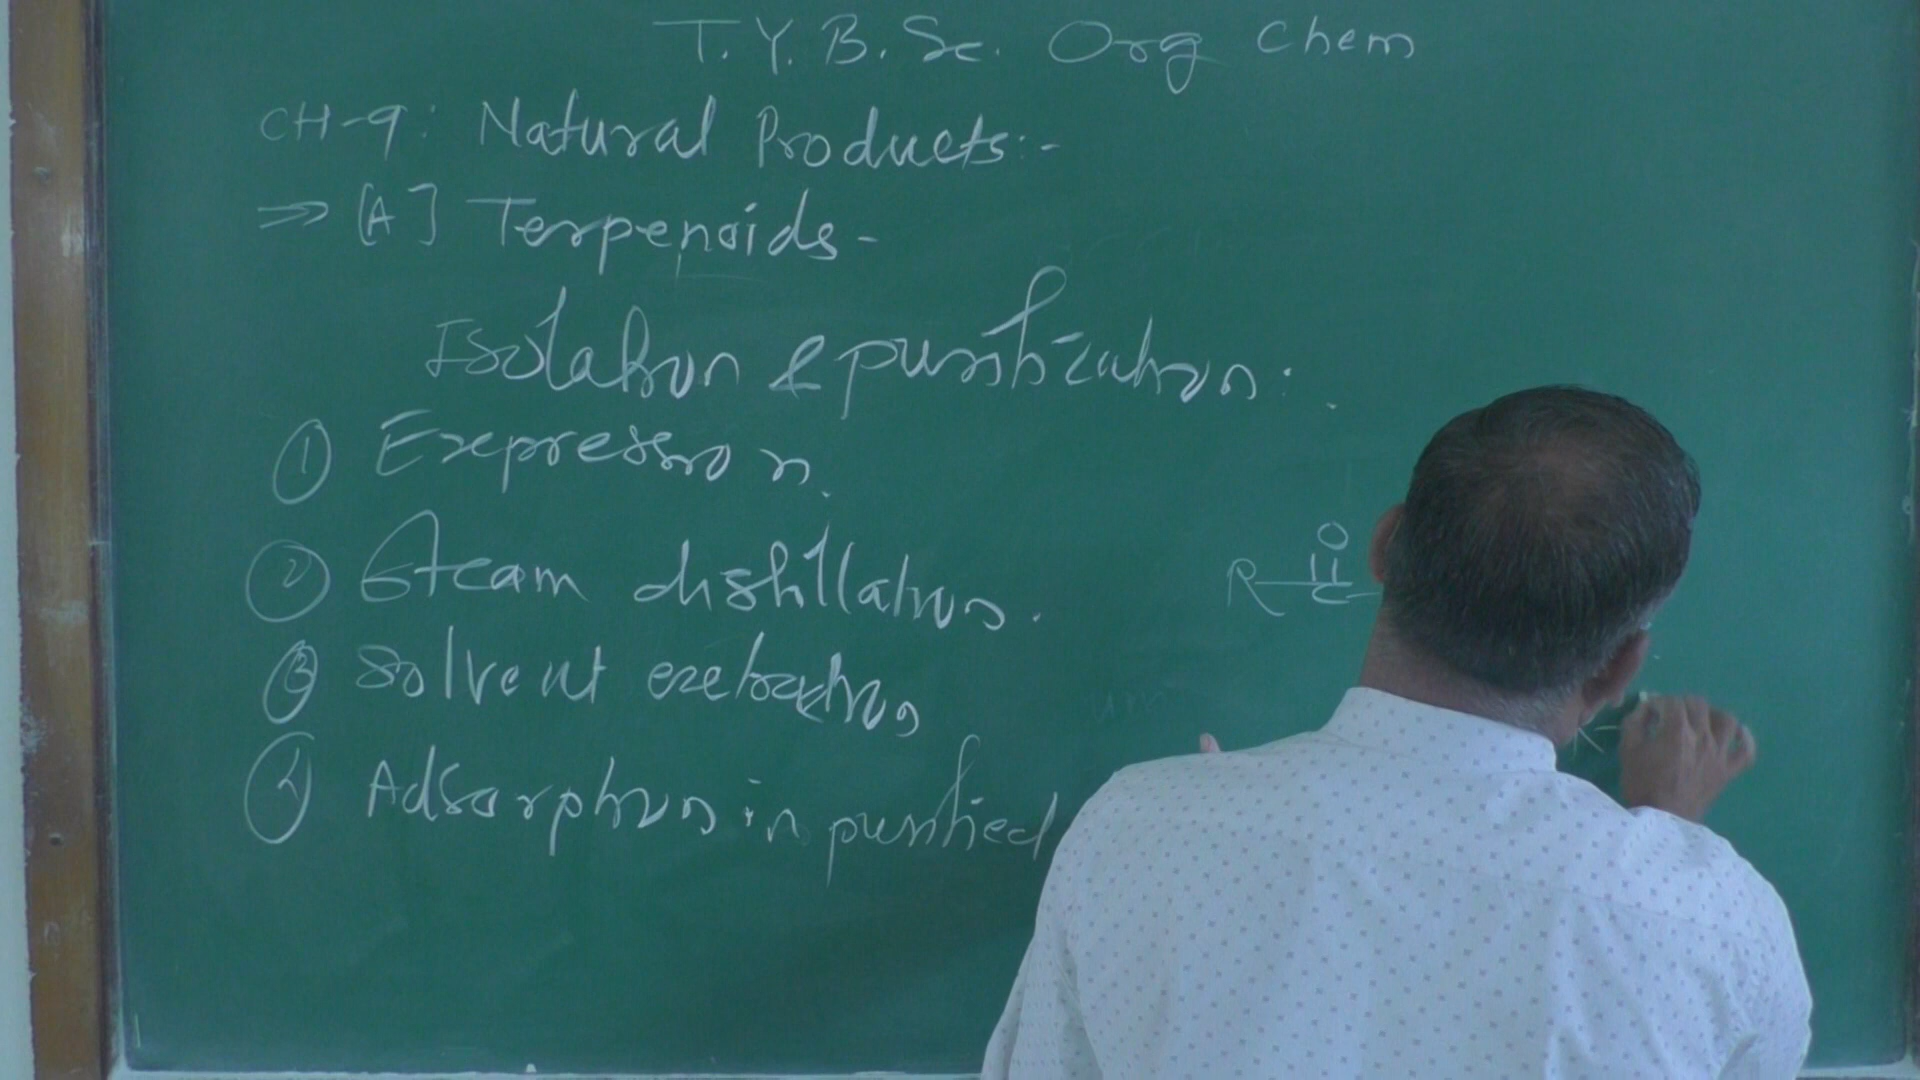 T.Y.B.Sc. Org Chem
CH-9: Natural Products:-
⇒ [A] Terpenoids-
Isolation & purification:
① Expression.
② Steam distillation.
③ Solvent extraction
④ Adsorption in purified
O
R-C-